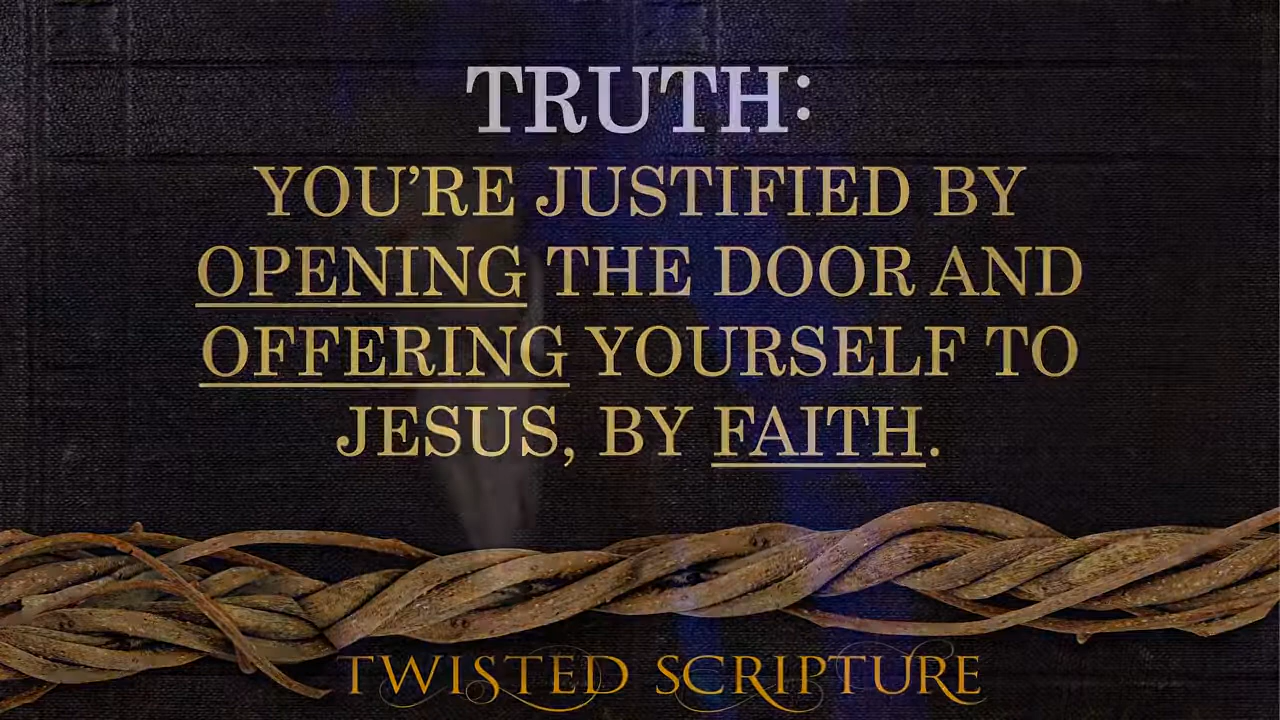 TRUTH:
YOU'RE JUSTIFIED BY
OPENING THE DOOR AND
OFFERING YOURSELF TO
JESUS, BY FAITH.
TWISTED SCRIPTURE